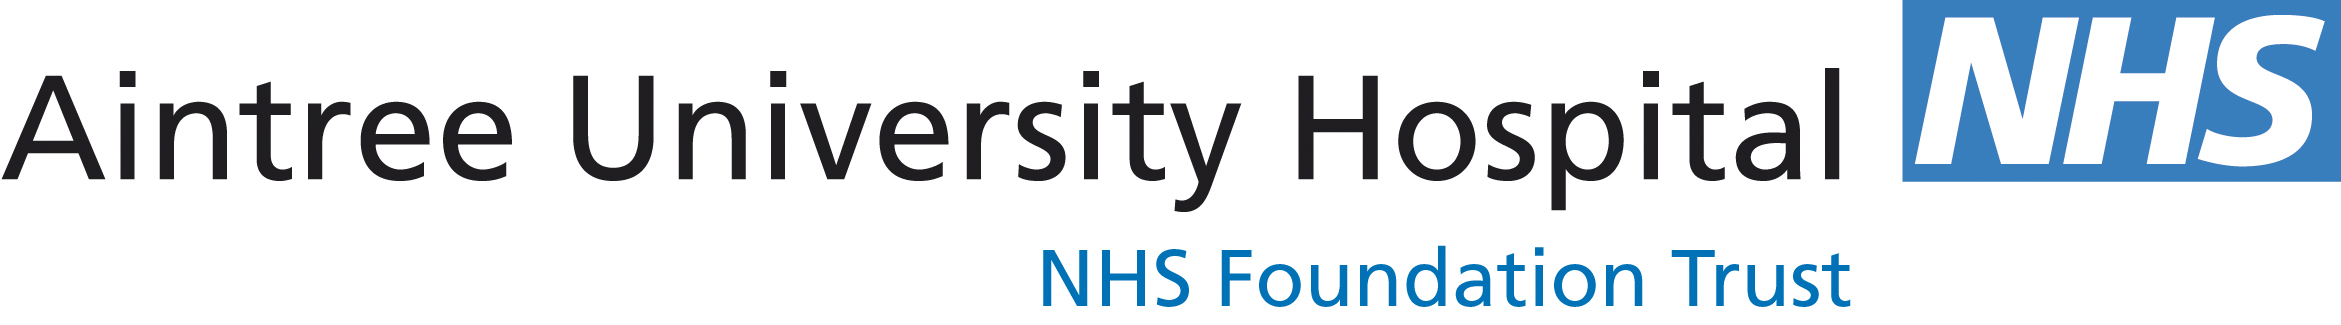 Aintree University Hospital NHS
NHS Foundation Trust